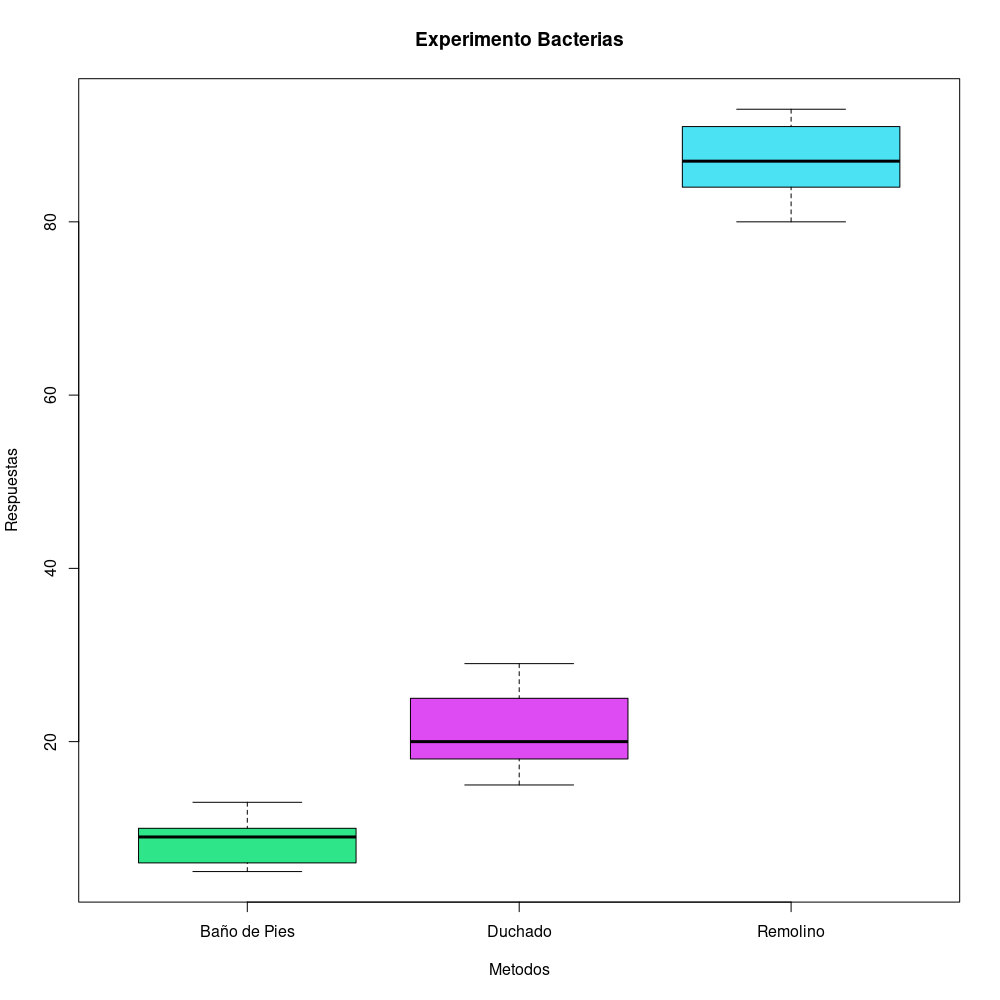 Experimento Bacterias
Respuestas
80
60
40
20
Baño de Pies
Duchado
Remolino
Metodos